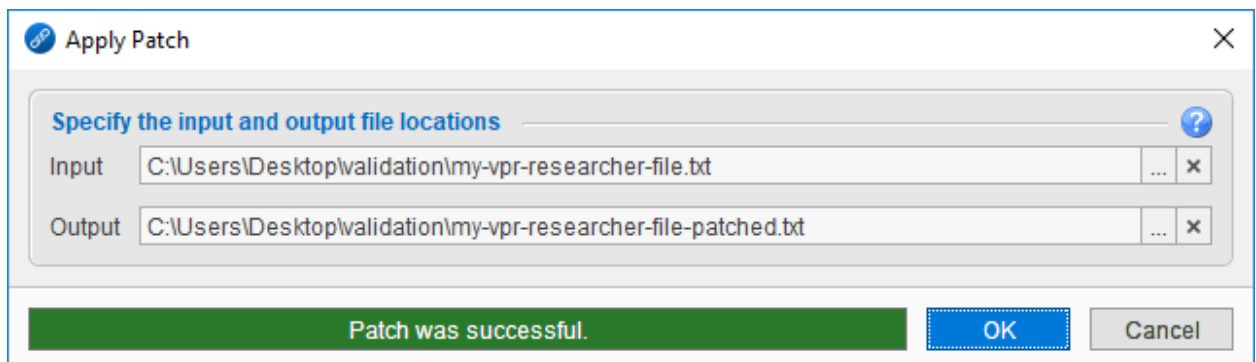 Apply Patch
Specify the input and output file locations
?
Input C:\Users\Desktop\validation\my-vpr-researcher-file.txt ... ×
Output C:\Users\Desktop\validation\my-vpr-researcher-file-patched.txt ... ×
Patch was successful. OK Cancel